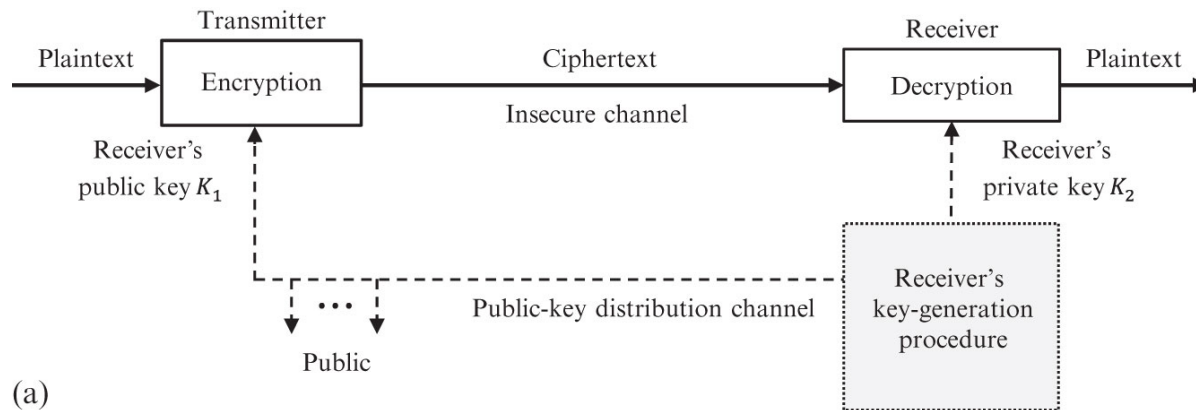 Transmitter
Receiver
Plaintext
Encryption
Ciphertext
Insecure channel
Decryption
Plaintext
Receiver's
public key K₁
Receiver's
private key K₂
Receiver's
key-generation
procedure
Public-key distribution channel
•••
Public
(a)